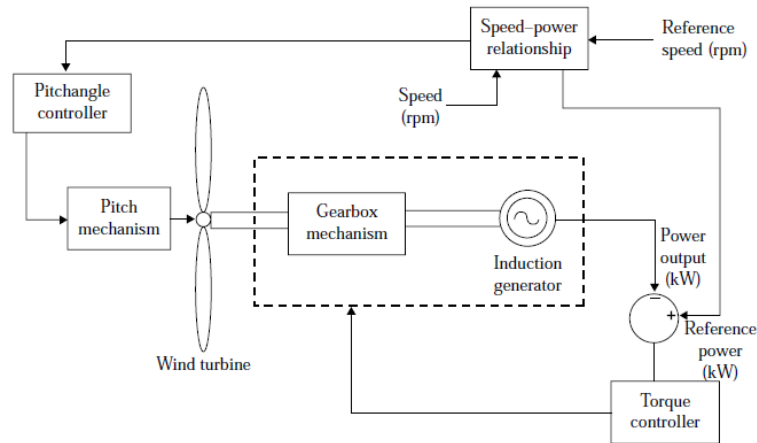 Speed–power
relationship
Reference
speed (rpm)
Pitchangle
controller
Speed
(rpm)
Pitch
mechanism
Gearbox
mechanism
Induction
generator
Power
output
(kW)
–
+
Reference
power
(kW)
Wind turbine
Torque
controller